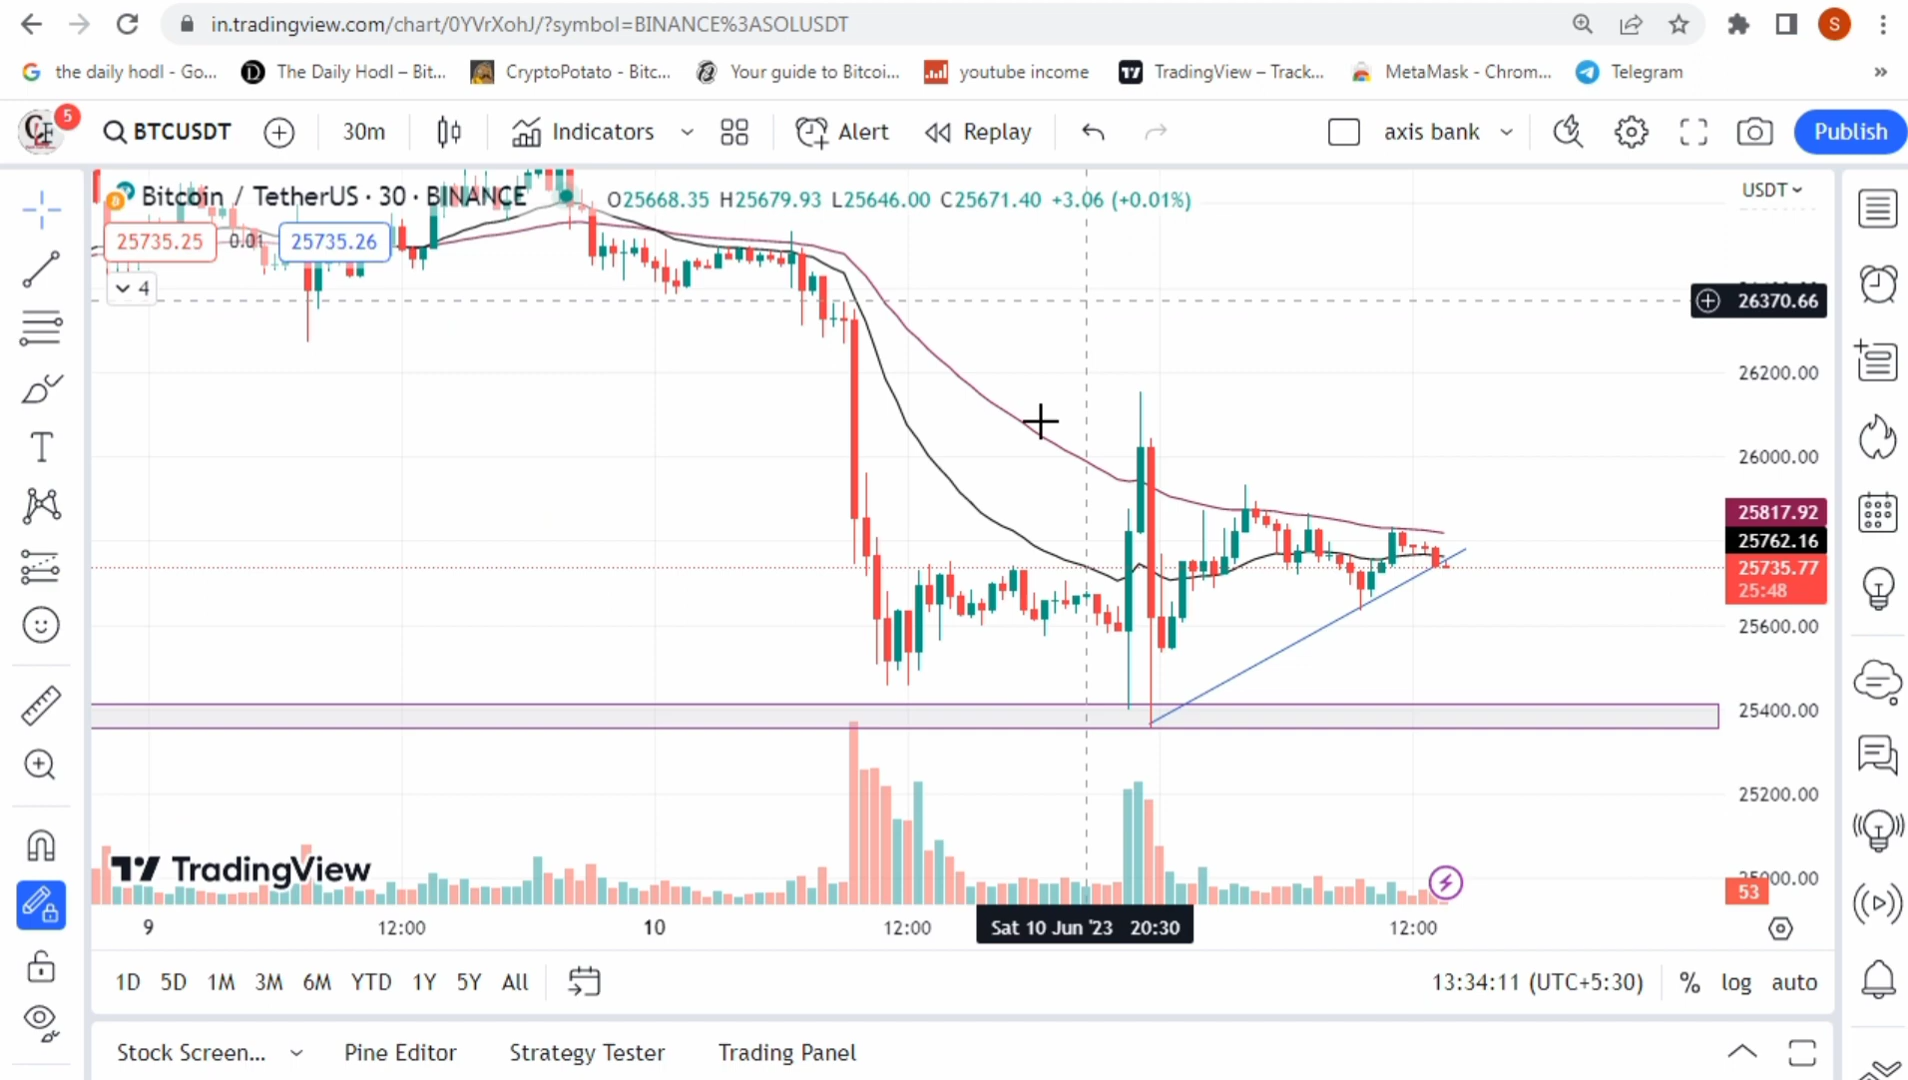 in.tradingview.com/chart/0YVrXohJ/?symbol=BINANCE%3ASOLUSDT
S
the daily hodl - Go...
The Daily Hodl – Bit...
CryptoPotato - Bitc...
Your guide to Bitcoi...
youtube income
TradingView – Track...
MetaMask - Chrom...
Telegram
»
5
BTCUSDT
30m
Indicators
Alert
Replay
axis bank
Publish
Bitcoin / TetherUS · 30 · BINANCE
O25668.35 H25679.93 L25646.00 C25671.40 +3.06 (+0.01%)
USDT
25735.25
0.01
25735.26
4
26370.66
26200.00
26000.00
25817.92
25762.16
25735.77
25:48
25600.00
25400.00
25200.00
TradingView
53
9
12:00
10
12:00
Sat 10 Jun '23 20:30
12:00
1D 5D 1M 3M 6M YTD 1Y 5Y All
13:34:11 (UTC+5:30)
% log auto
Stock Screen...
Pine Editor
Strategy Tester
Trading Panel